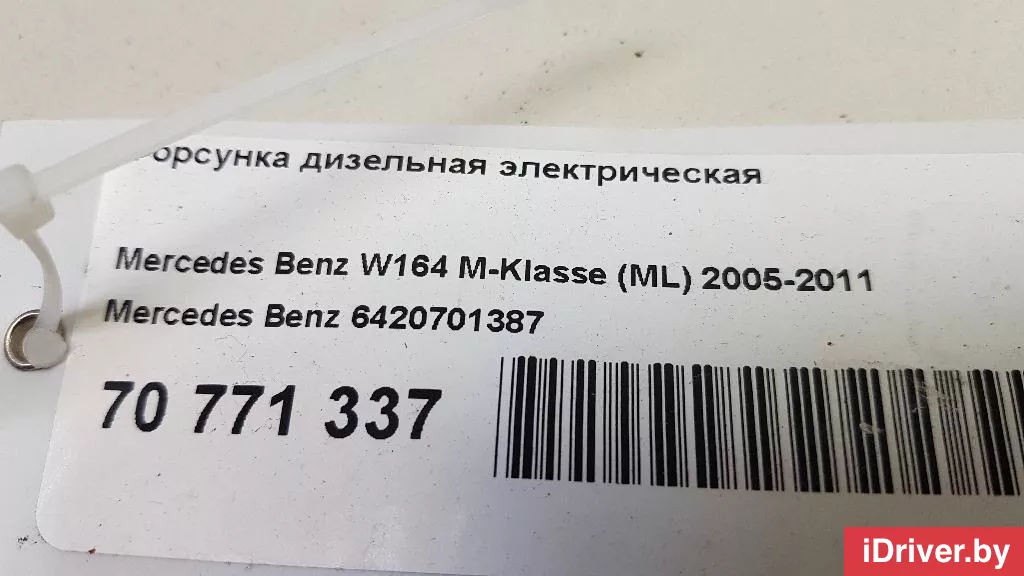 орсунка дизельная электрическая
Mercedes Benz W164 M-Klasse (ML) 2005-2011
Mercedes Benz 6420701387
70 771 337
iDriver.by